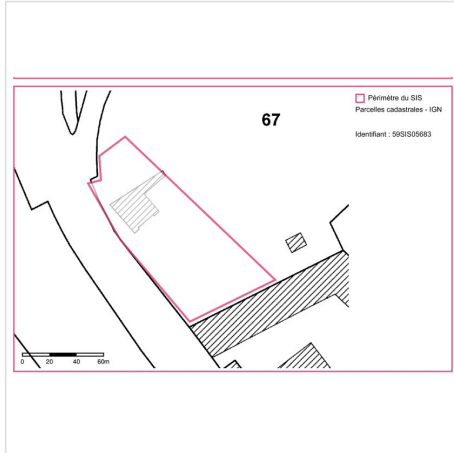 67
Périmètre du SIS
Parcelles cadastrales - IGN
Identifiant : 59SIS05683
0 20 40 60m